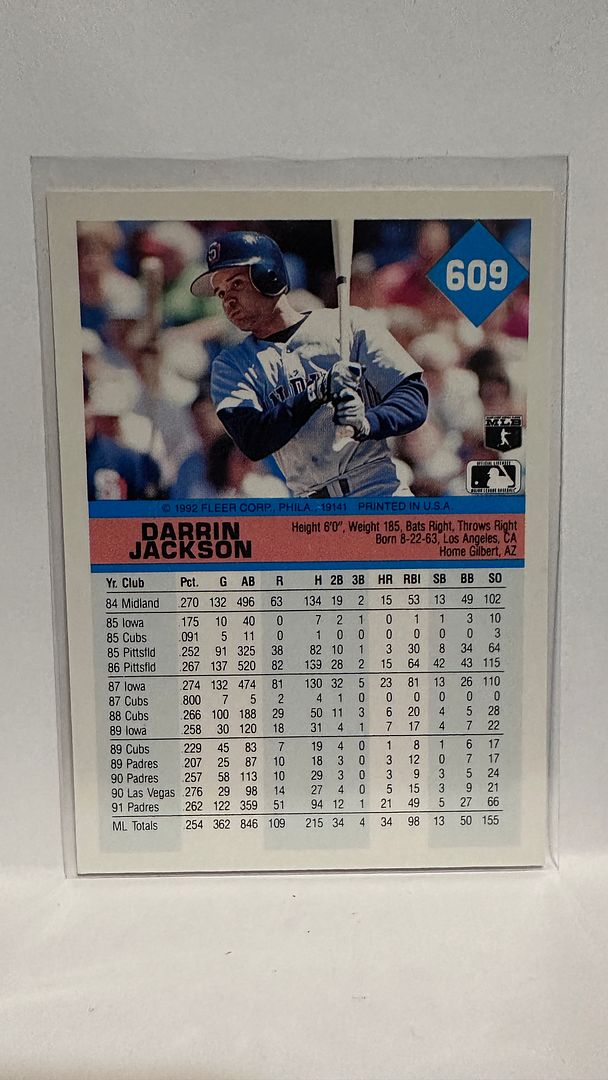 609
MLB
MAJOR LEAGUE BASEBALL
© 1992 FLEER CORP., PHILA. 19141 PRINTED IN U.S.A.
DARRIN
JACKSON
Height 6'0", Weight 185, Bats Right, Throws Right
Born 8-22-63, Los Angeles, CA
Home Gilbert, AZ
Yr. Club Pct. G AB R H 2B 3B HR RBI SB BB SO
84 Midland .270 132 496 63 134 19 2 15 53 13 49 102
85 Iowa .175 10 40 0 7 2 1 0 1 1 3 10
85 Cubs .091 5 11 0 1 0 0 0 0 0 0 3
85 Pittsfld .252 91 325 38 82 10 1 3 30 8 34 64
86 Pittsfld .267 137 520 82 139 28 2 15 64 42 43 115
87 Iowa .274 132 474 81 130 32 5 23 81 13 26 110
87 Cubs .800 7 5 2 4 1 0 0 0 0 0 0
88 Cubs .266 100 188 29 50 11 3 6 20 4 5 28
89 Iowa .258 30 120 18 31 4 1 7 17 4 7 22
89 Cubs .229 45 83 7 19 4 0 1 8 1 6 17
89 Padres .207 25 87 10 18 3 0 3 12 0 7 17
90 Padres .257 58 113 10 29 3 0 3 9 3 5 24
90 Las Vegas .276 29 98 14 27 4 0 5 15 3 9 21
91 Padres .262 122 359 51 94 12 1 21 49 5 27 66
ML Totals .254 362 846 109 215 34 4 34 98 13 50 155